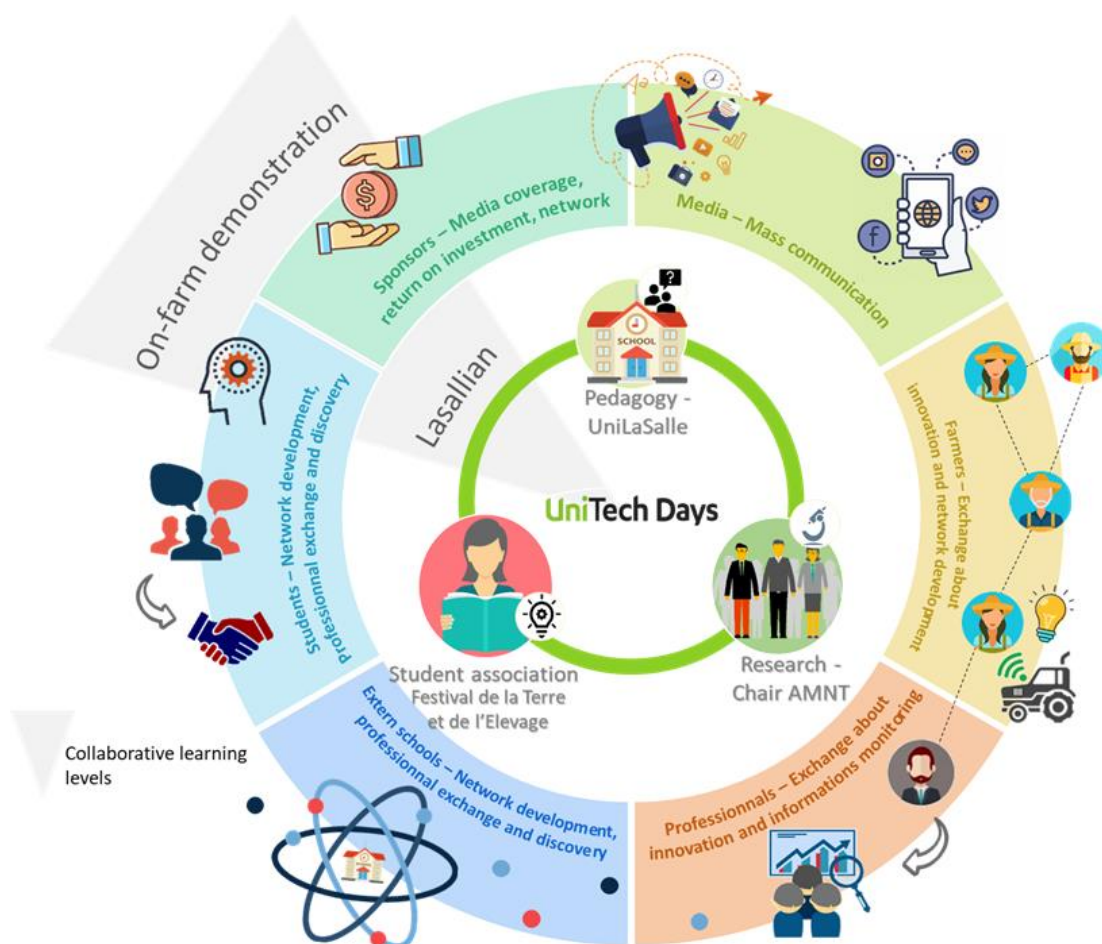 On-farm demonstration
Lasallian
Sponsors – Media coverage,
return on investment, network
Aa
Media – Mass communication
f
$
?
SCHOOL
Pedagogy -
UniLaSalle
Farmers – Exchange about
innovation and network development
Students – Network development,
Professional exchange and discovery
UniTech Days
Student association
Festival de la Terre
et de l'Elevage
Research -
Chair AMNT
Collaborative learning
levels
Extern schools – Network development,
professionnal exchange and discovery
Professionnals – Exchange about
innovation and informations monitoring